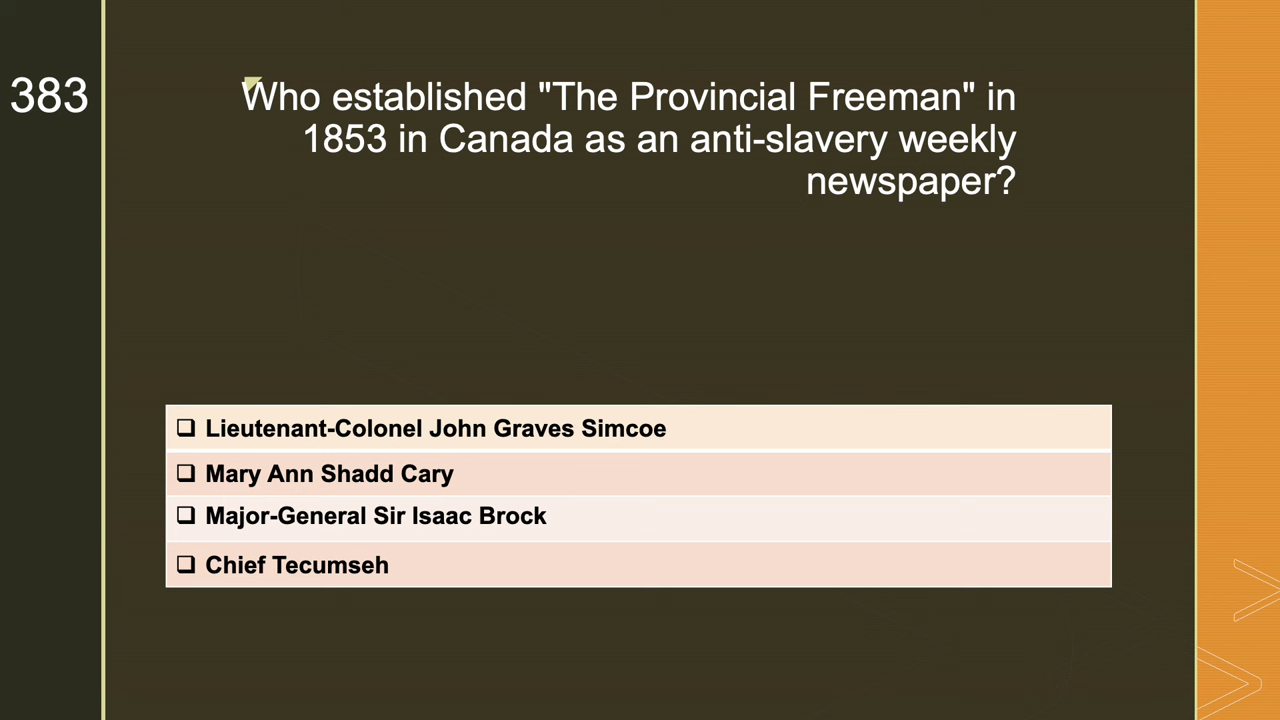 383
Who established "The Provincial Freeman" in
1853 in Canada as an anti-slavery weekly
newspaper?
❑ Lieutenant-Colonel John Graves Simcoe
❑ Mary Ann Shadd Cary
❑ Major-General Sir Isaac Brock
❑ Chief Tecumseh